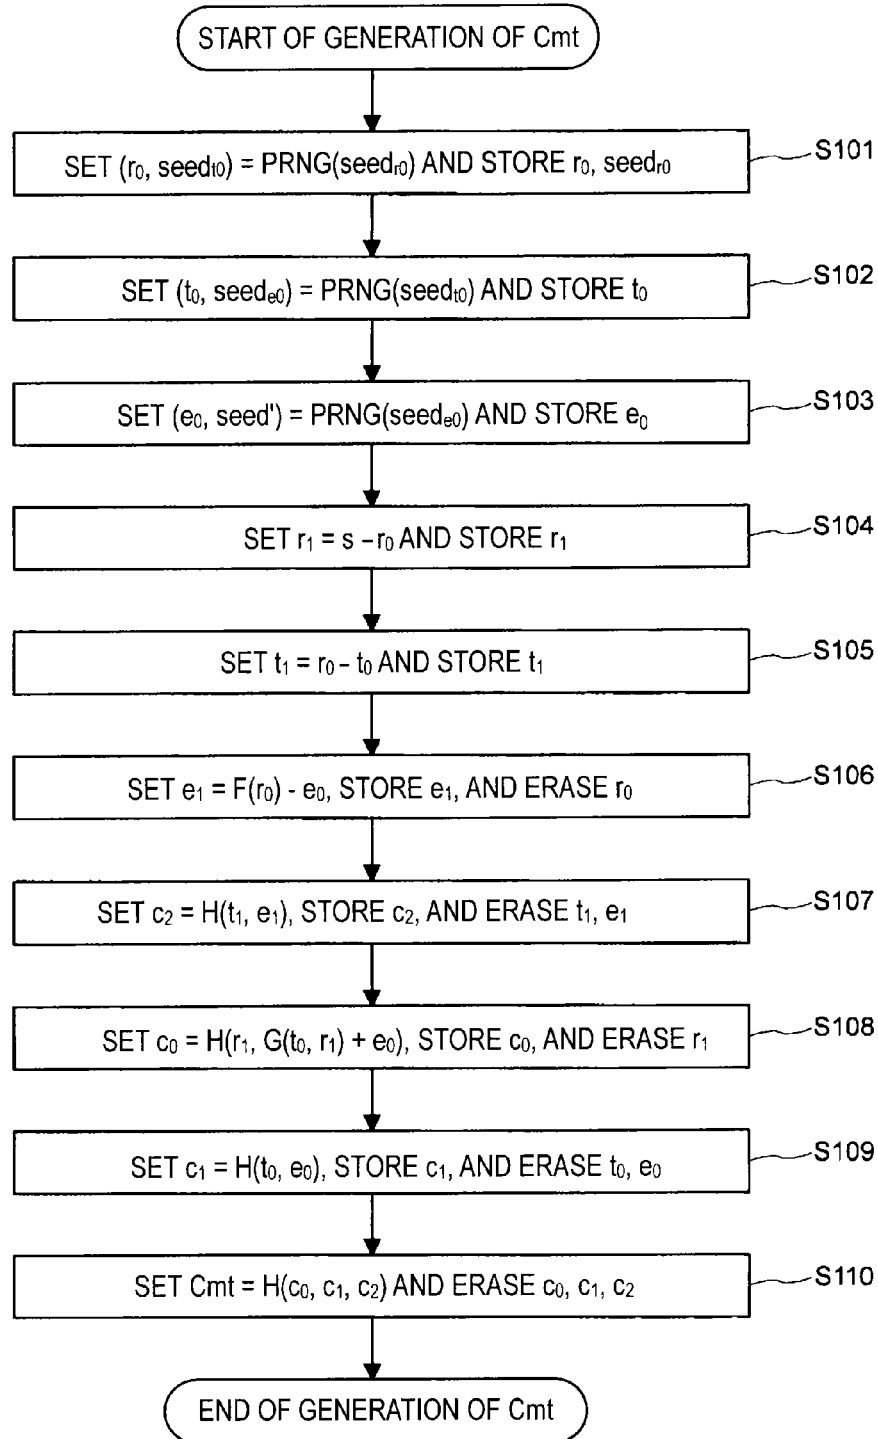 START OF GENERATION OF Cmt
SET (r₀, seedₜ₀) = PRNG(seedᵣ₀) AND STORE r₀, seedᵣ₀
S101
SET (t₀, seedₑ₀) = PRNG(seedₜ₀) AND STORE t₀
S102
SET (e₀, seed') = PRNG(seedₑ₀) AND STORE e₀
S103
SET r₁ = s – r₀ AND STORE r₁
S104
SET t₁ = r₀ - t₀ AND STORE t₁
S105
SET e₁ = F(r₀) - e₀, STORE e₁, AND ERASE r₀
S106
SET c₂ = H(t₁, e₁), STORE c₂, AND ERASE t₁, e₁
S107
SET c₀ = H(r₁, G(t₀, r₁) + e₀), STORE c₀, AND ERASE r₁
S108
SET c₁ = H(t₀, e₀), STORE c₁, AND ERASE t₀, e₀
S109
SET Cmt = H(c₀, c₁, c₂) AND ERASE c₀, c₁, c₂
S110
END OF GENERATION OF Cmt